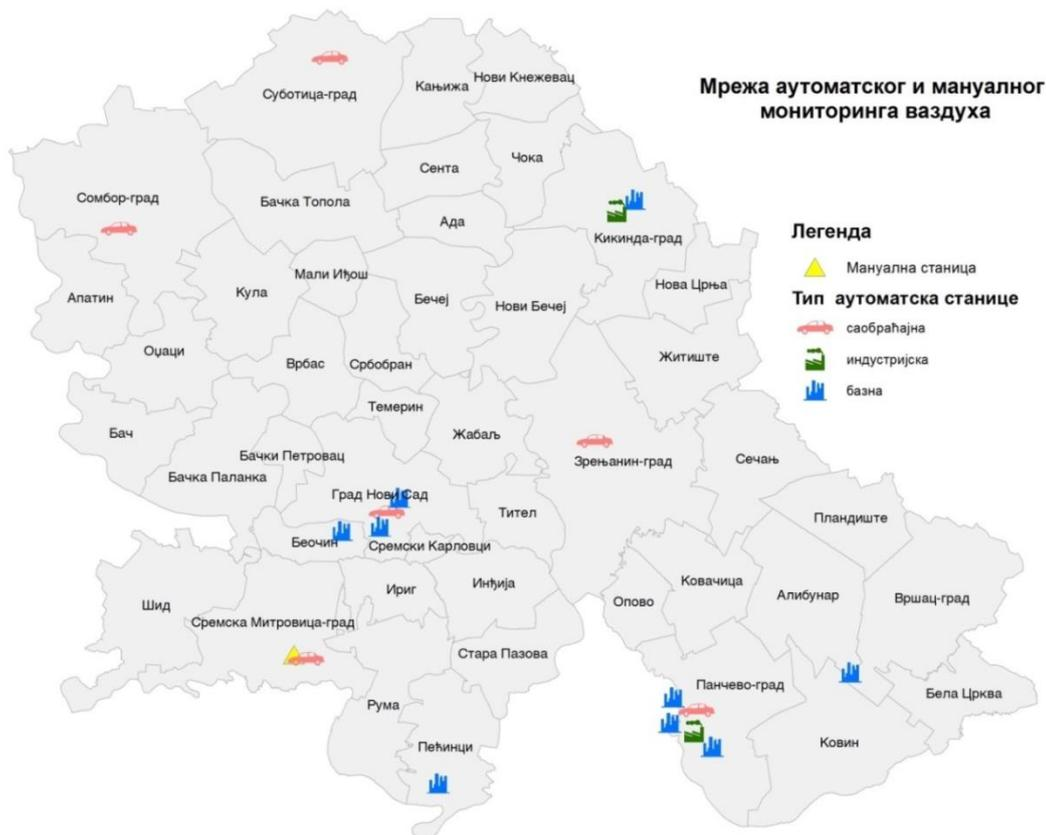 Мрежа аутоматског и мануалног
мониторинга ваздуха
Суботица-град
Кањижа
Нови Кнежевац
Сента
Чока
Сомбор-град
Бачка Топола
Ада
Кикинда-град
Легенда
Мануална станица
Тип аутоматска станице
саобраћајна
индустријска
базна
Апатин
Кула
Мали Иђош
Бечеј
Нови Бечеј
Нова Црња
Оџаци
Врбас
Србобран
Житиште
Темерин
Бач
Жабаљ
Бачки Петровац
Бачка Паланка
Зрењанин-град
Сечањ
Град Нови Сад
Тител
Пландиште
Беочин
Сремски Карловци
Шид
Ириг
Инђија
Опово
Ковачица
Алибунар
Вршац-град
Сремска Митровица-град
Стара Пазова
Рума
Панчево-град
Бела Црква
Пећинци
Ковин